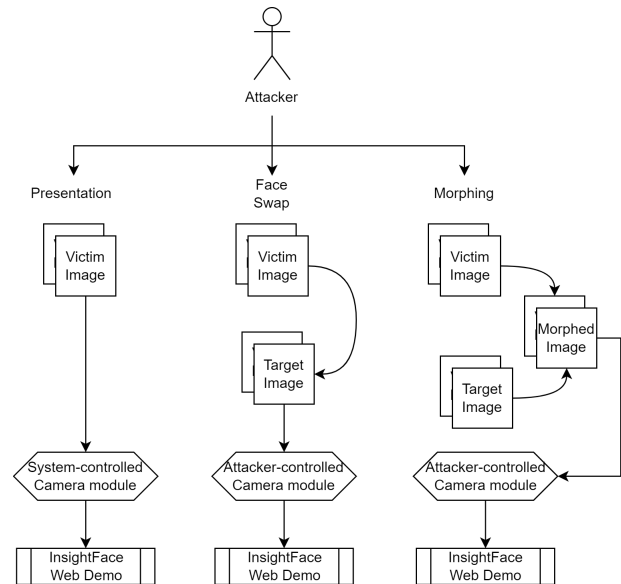 Attacker
Presentation
Face
Swap
Morphing
Victim
Image
Victim
Image
Victim
Image
Morphed
Image
Target
Image
Target
Image
System-controlled
Camera module
Attacker-controlled
Camera module
Attacker-controlled
Camera module
InsightFace
Web Demo
InsightFace
Web Demo
InsightFace
Web Demo